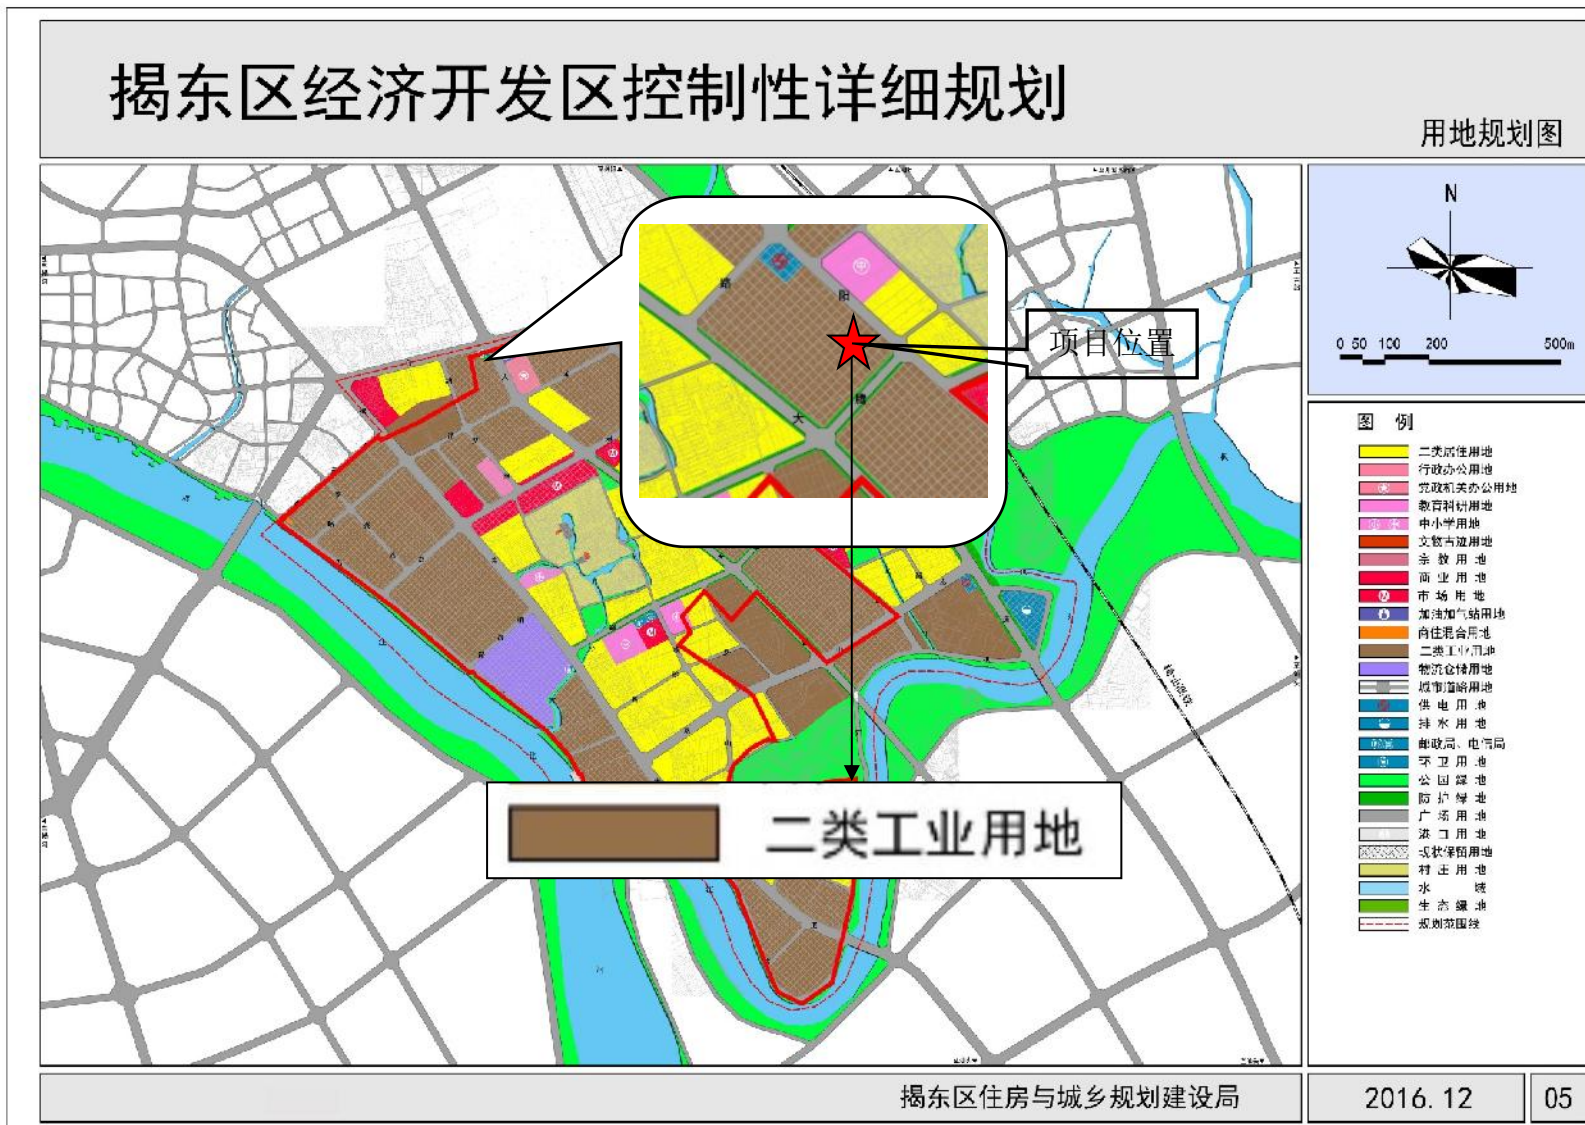 揭东区经济开发区控制性详细规划
用地规划图
N
0 50 100 200 500m
项目位置
路
阳
大
图 例
二类居住用地
行政办公用地
党政机关办公用地
教育科研用地
中小学用地
文物古迹用地
宗教用地
商业用地
市场用地
加油加气站用地
商住混合用地
二类工业用地
物流仓储用地
城市道路用地
供电用地
排水用地
邮政局、电信局
环卫用地
公园绿地
防护绿地
广场用地
港口用地
现状保留用地
村庄用地
水域
生态绿地
规划范围线
二类工业用地
揭东区住房与城乡规划建设局
2016.12
05